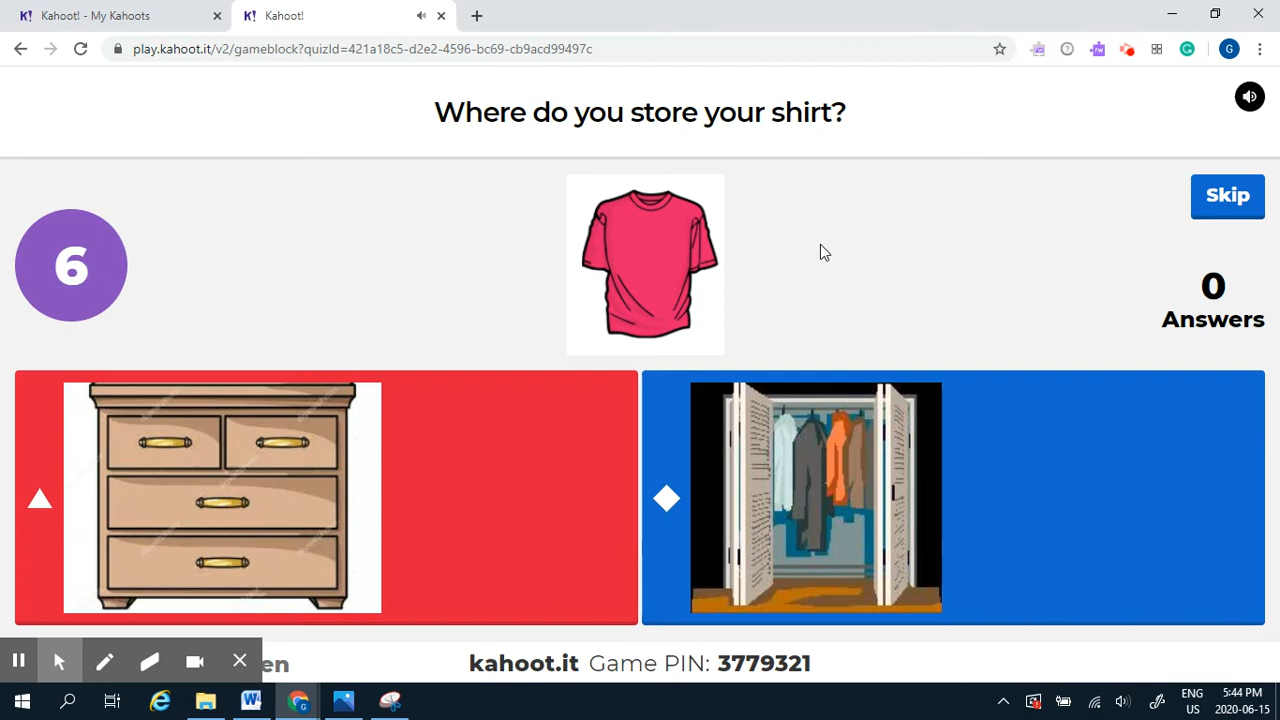 Kahoot! - My Kahoots
Kahoot!
play.kahoot.it/v2/gameblock?quizId=421a18c5-d2e2-4596-bc69-cb9acd99497c
G
Where do you store your shirt?
Skip
6
0
Answers
en
kahoot.it Game PIN: 3779321
ENG
US
5:44 PM
2020-06-15